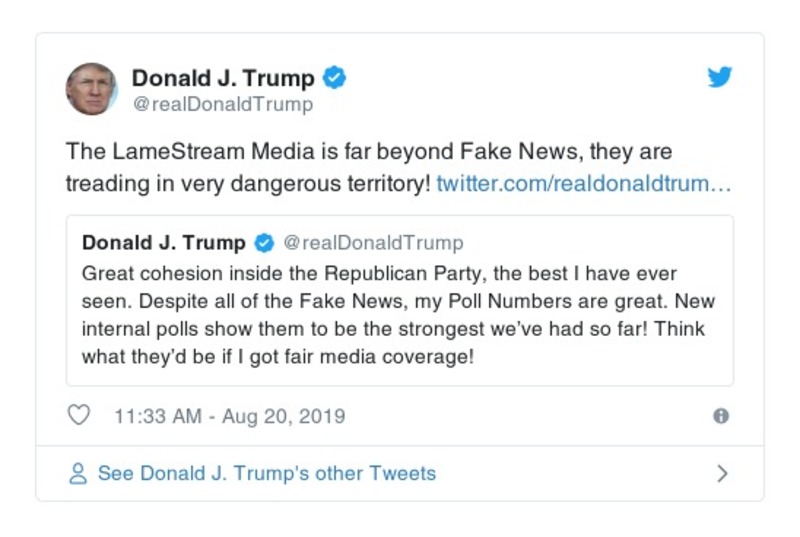 Donald J. Trump
@realDonaldTrump
The LameStream Media is far beyond Fake News, they are
treading in very dangerous territory! twitter.com/realdonaldtrum…
Donald J. Trump @realDonaldTrump
Great cohesion inside the Republican Party, the best I have ever
seen. Despite all of the Fake News, my Poll Numbers are great. New
internal polls show them to be the strongest we’ve had so far! Think
what they’d be if I got fair media coverage!
11:33 AM - Aug 20, 2019
See Donald J. Trump's other Tweets